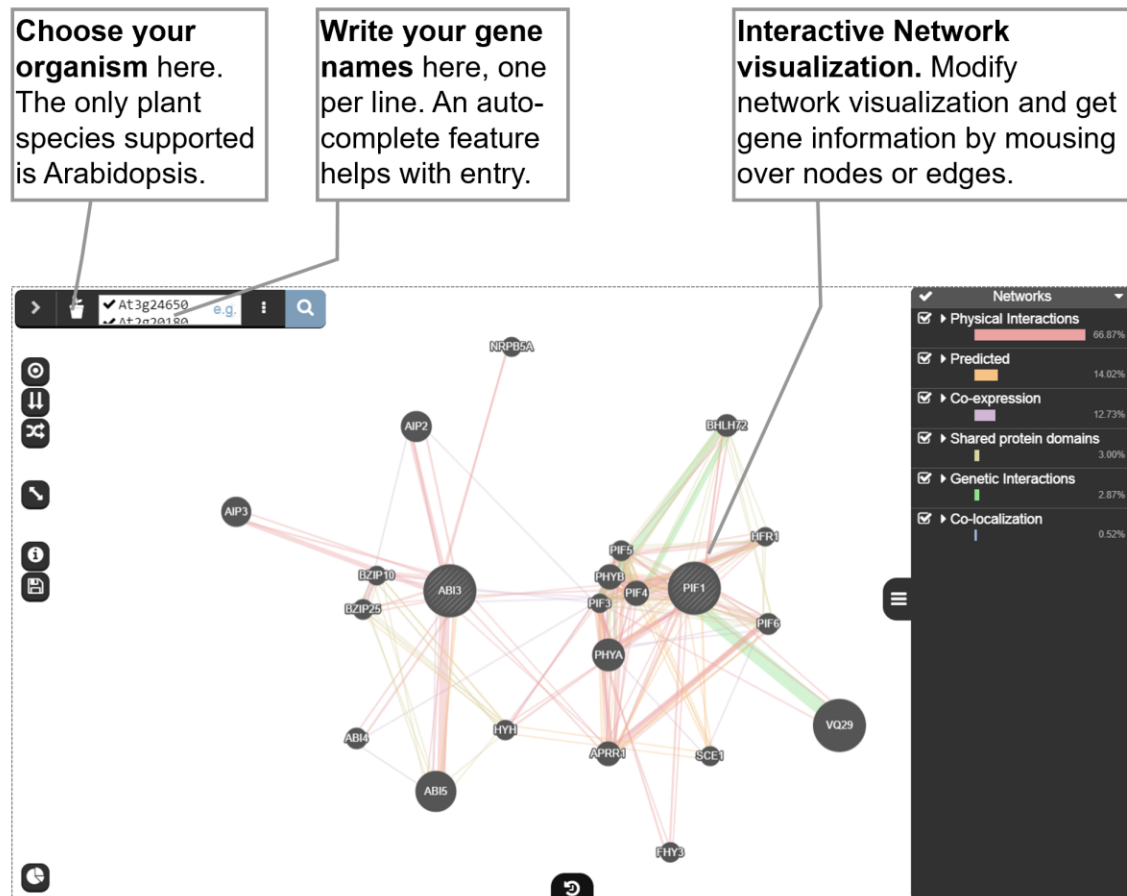 Choose your
organism here.
The only plant
species supported
is Arabidopsis.
Write your gene
names here, one
per line. An auto-
complete feature
helps with entry.
Interactive Network
visualization. Modify
network visualization and get
gene information by mousing
over nodes or edges.
At3g24650
At2g20180
e.g.
Networks
Physical Interactions
66.87%
Predicted
14.02%
Co-expression
12.73%
Shared protein domains
3.00%
Genetic Interactions
2.87%
Co-localization
0.52%
NRPB5A
AIP2
BHLH72
AIP3
HFR1
PIF5
BZIP10
PHYB
ABI3
PIF4
PIF1
BZIP25
PIF3
PIF6
PHYA
VQ29
HYH
ABI4
APRR1
SCE1
ABI5
FHY3